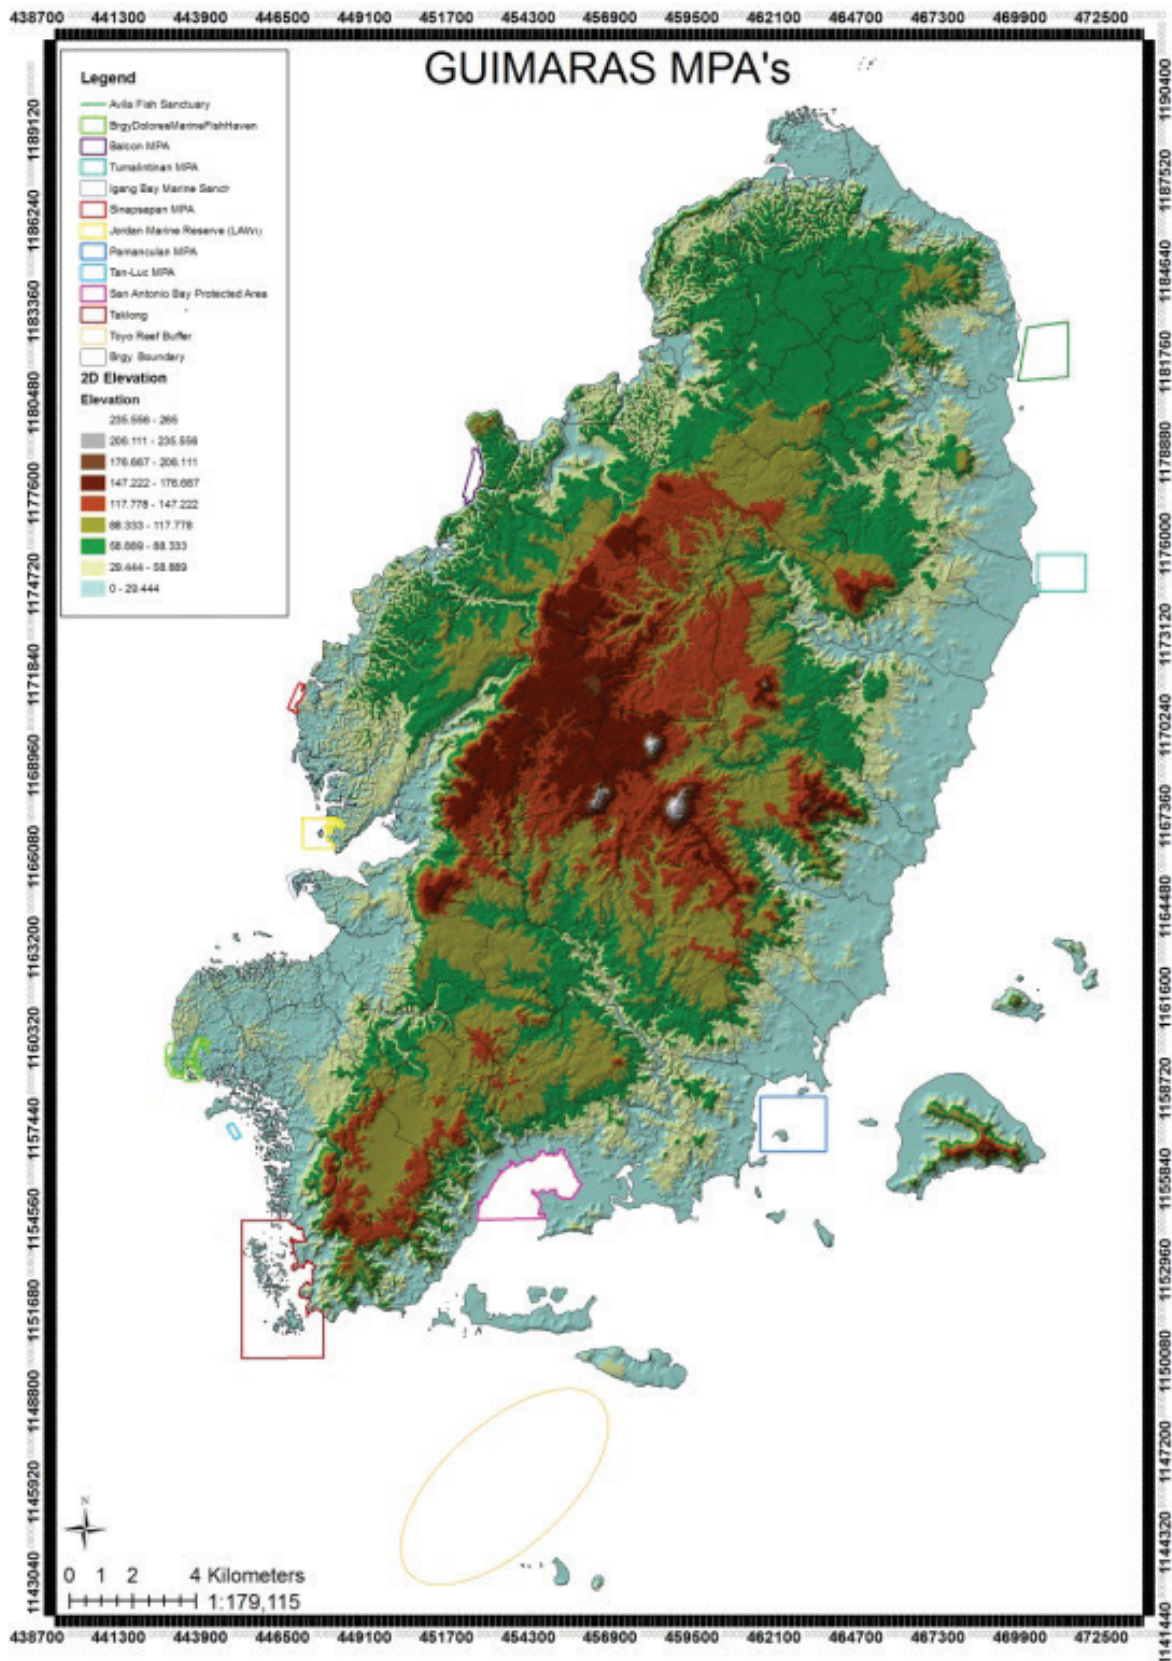 438700 441300 443900 446500 449100 451700 454300 456900 459500 462100 464700 467300 469900 472500
GUIMARAS MPA's
Legend
Avila Fish Sanctuary
BrgyDoloresMarineFishHaven
Balcon MPA
Tumalintinan MPA
Igang Bay Marine Sanctr
Sinapsapan MPA
Jordan Marine Reserve
Pamanculan MPA
Tan-Luc MPA
San Antonio Bay Protected Area
Taklong
Toyo Reef Buffer
Brgy. Boundary
2D Elevation
Elevation
235.556 - 265
206.111 - 235.556
176.667 - 206.111
147.222 - 176.667
117.778 - 147.222
88.333 - 117.778
58.889 - 88.333
29.444 - 58.889
0 - 29.444
1189120
1186240
1183360
1180480
1177600
1174720
1171840
1168960
1166080
1163200
1160320
1157440
1154560
1151680
1148800
1145920
1143040
1190400
1187520
1184640
1181760
1178880
1176000
1173120
1170240
1167360
1164480
1161600
1158720
1155840
1152960
1150080
1147200
1144320
1141440
N
0 1 2 4 Kilometers
1:179,115
438700 441300 443900 446500 449100 451700 454300 456900 459500 462100 464700 467300 469900 472500